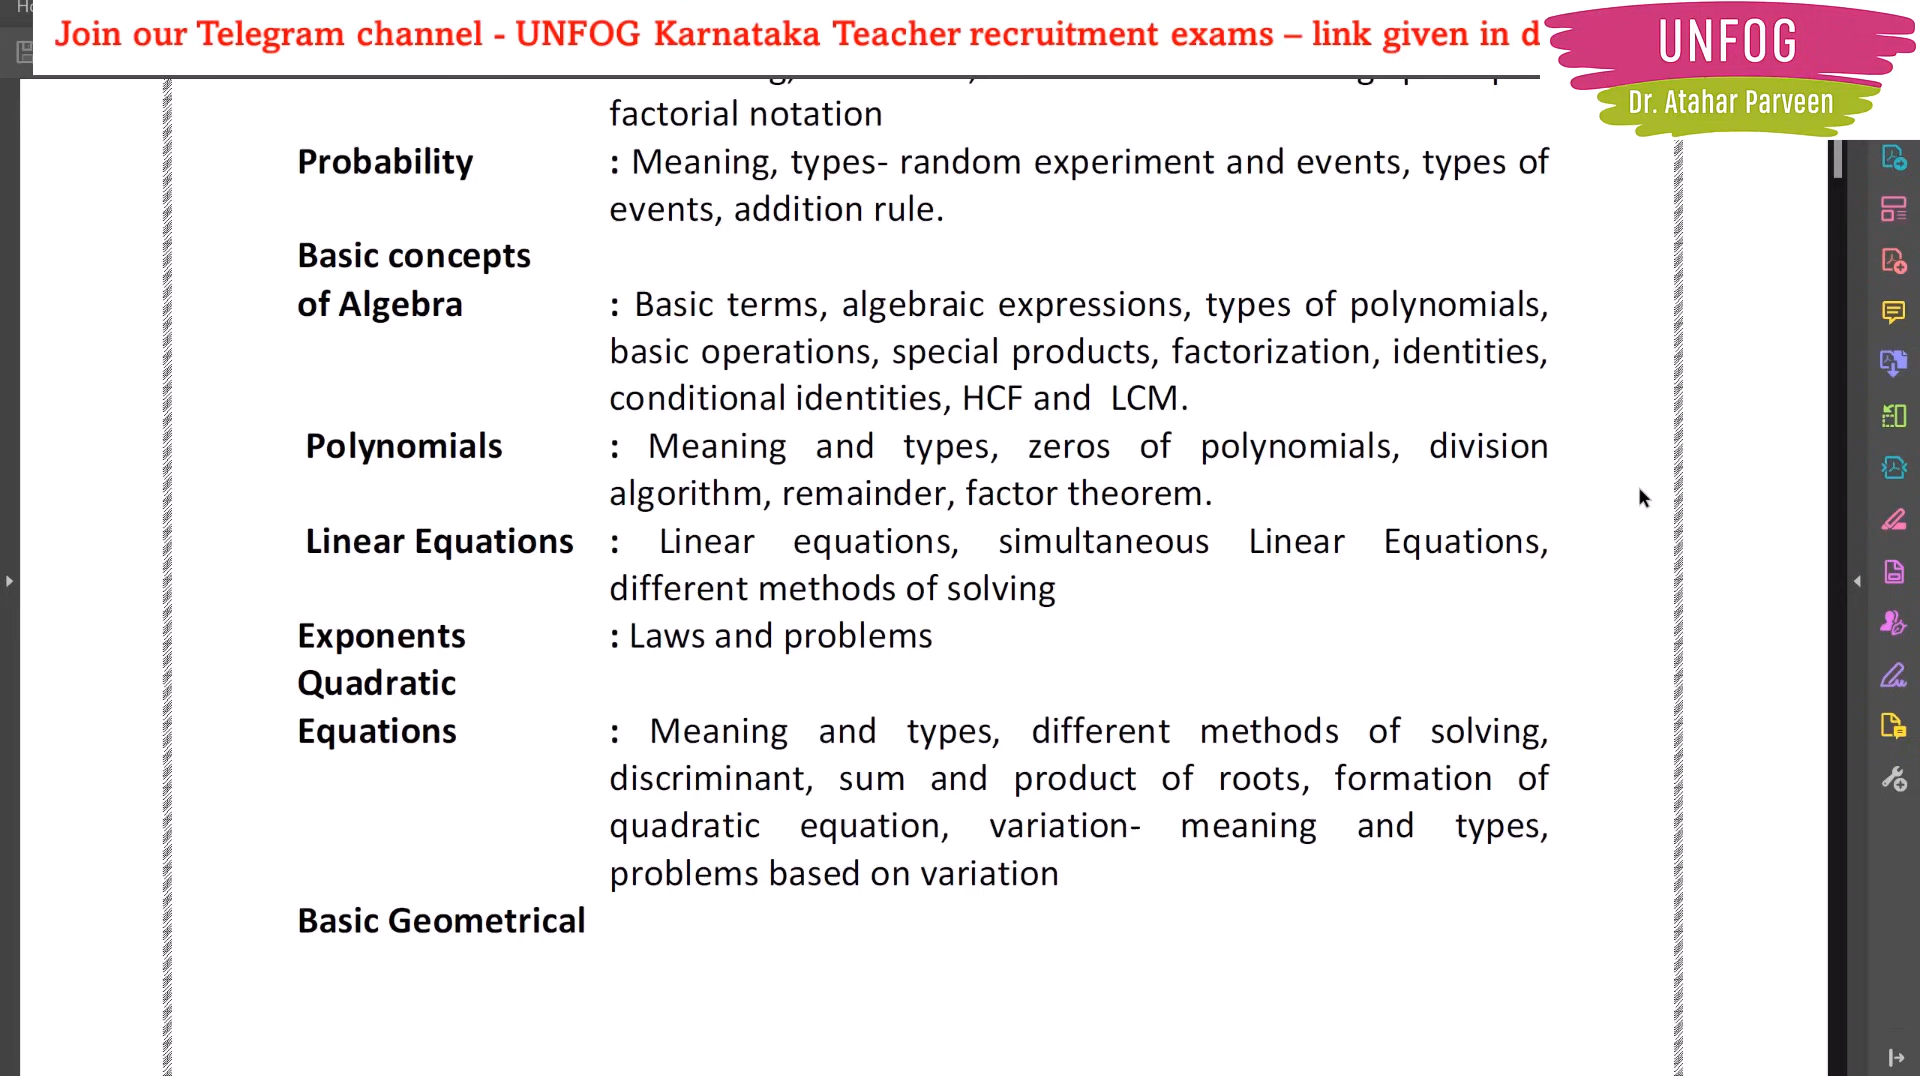 Join our Telegram channel - UNFOG Karnataka Teacher recruitment exams – link given in d
UNFOG
Dr. Atahar Parveen
factorial notation
Probability : Meaning, types- random experiment and events, types of
events, addition rule.
Basic concepts
of Algebra : Basic terms, algebraic expressions, types of polynomials,
basic operations, special products, factorization, identities,
conditional identities, HCF and LCM.
Polynomials : Meaning and types, zeros of polynomials, division
algorithm, remainder, factor theorem.
Linear Equations : Linear equations, simultaneous Linear Equations,
different methods of solving
Exponents : Laws and problems
Quadratic
Equations : Meaning and types, different methods of solving,
discriminant, sum and product of roots, formation of
quadratic equation, variation- meaning and types,
problems based on variation
Basic Geometrical